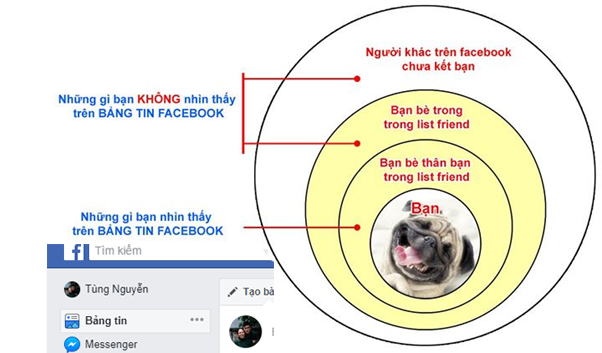 Người khác trên facebook
chưa kết bạn
Những gì bạn KHÔNG nhìn thấy
trên BẢNG TIN FACEBOOK
Bạn bè trong
trong list friend
Bạn bè thân bạn
trong list friend
Bạn
Những gì bạn nhìn thấy
trên BẢNG TIN FACEBOOK
f
Tìm kiếm
Tùng Nguyễn
Tạo bà
Bảng tin
Messenger